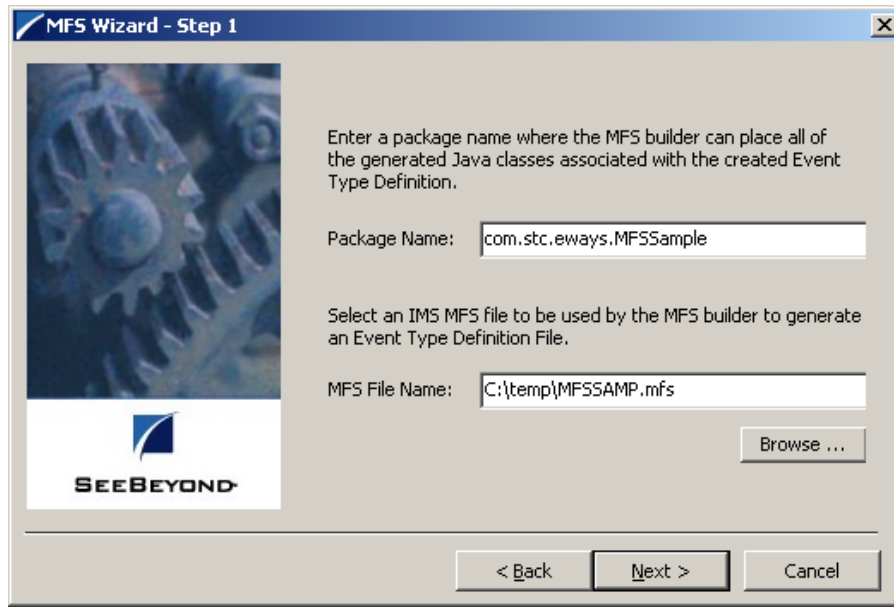 MFS Wizard - Step 1
Enter a package name where the MFS builder can place all of
the generated Java classes associated with the created Event
Type Definition.
Package Name: com.stc.eways.MFSSample
Select an IMS MFS file to be used by the MFS builder to generate
an Event Type Definition File.
MFS File Name: C:\temp\MFSSAMP.mfs
Browse ...
SEEBEYOND
< Back Next > Cancel